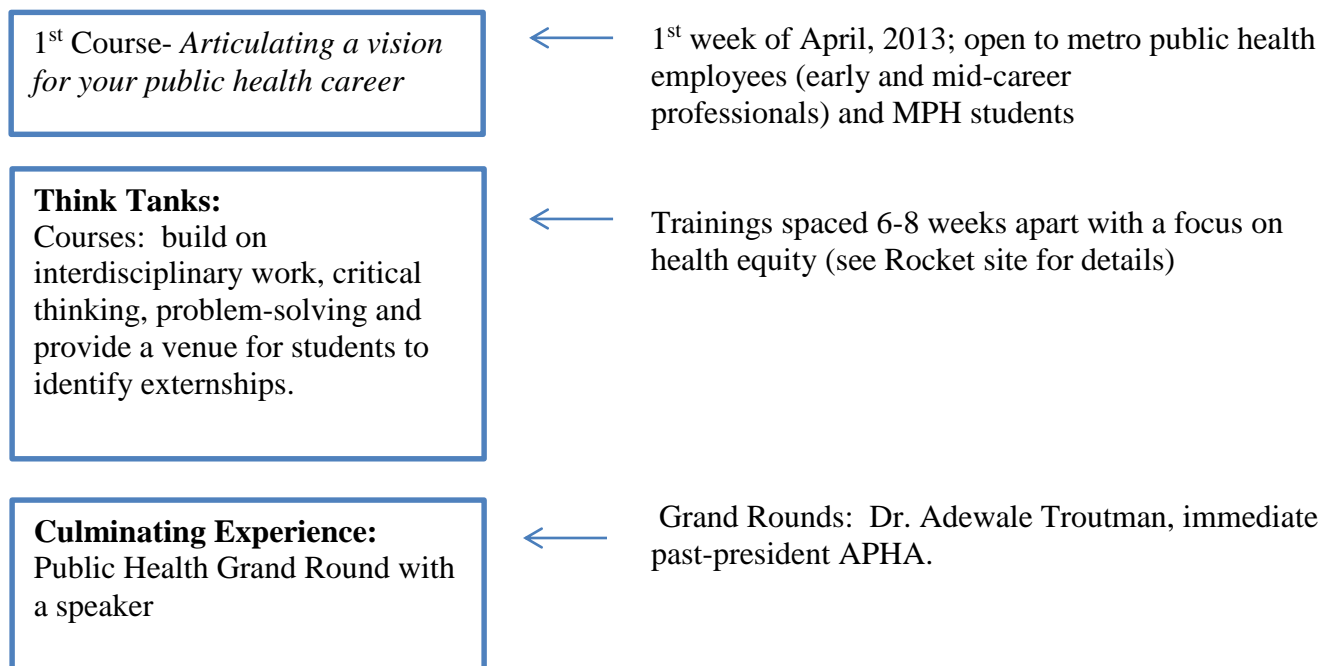 1st Course- Articulating a vision
for your public health career
1st week of April, 2013; open to metro public health
employees (early and mid-career
professionals) and MPH students
Think Tanks:
Courses:  build on
interdisciplinary work, critical
thinking, problem-solving and
provide a venue for students to
identify externships.
Trainings spaced 6-8 weeks apart with a focus on
health equity (see Rocket site for details)
Culminating Experience:
Public Health Grand Round with
a speaker
Grand Rounds:  Dr. Adewale Troutman, immediate
past-president APHA.